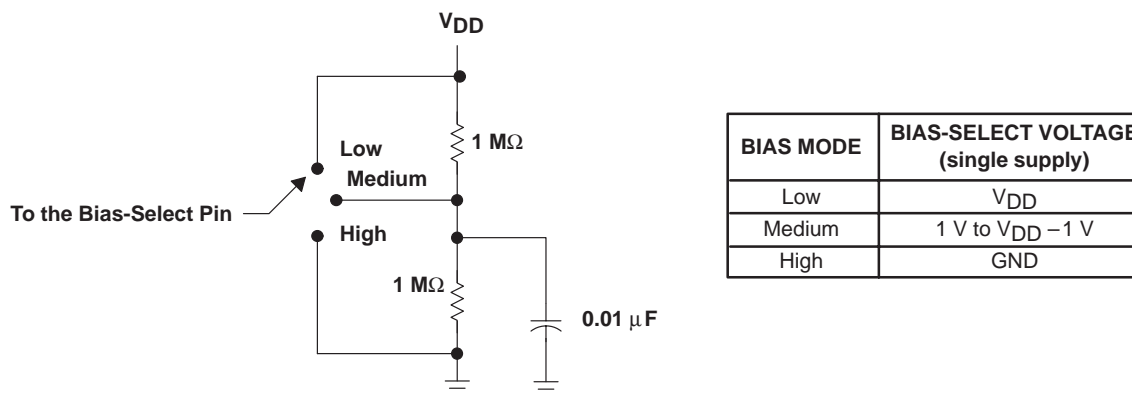 VDD
1 MΩ
Low
Medium
To the Bias-Select Pin
High
1 MΩ
0.01 μF
BIAS MODE
BIAS-SELECT VOLTAGE
(single supply)
Low
VDD
Medium
1 V to VDD –1 V
High
GND